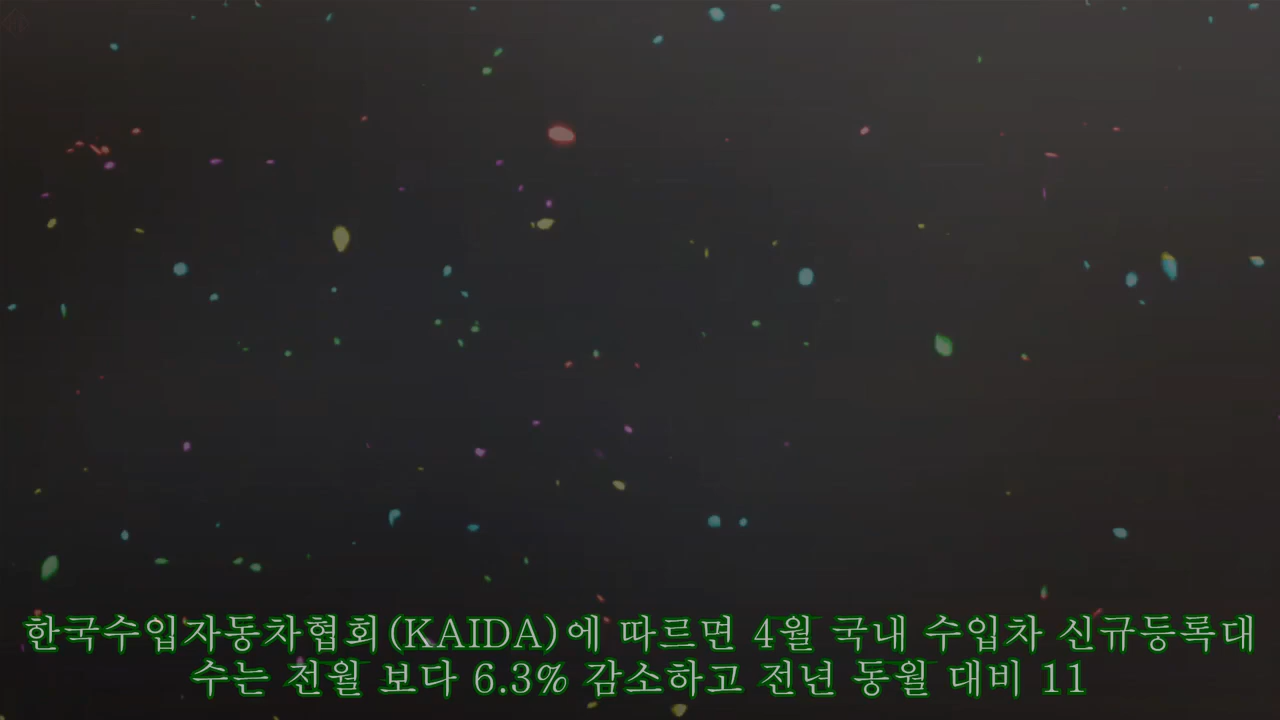 한국수입자동차협회(KAIDA)에 따르면 4월 국내 수입차 신규등록대
수는 전월 보다 6.3% 감소하고 전년 동월 대비 11